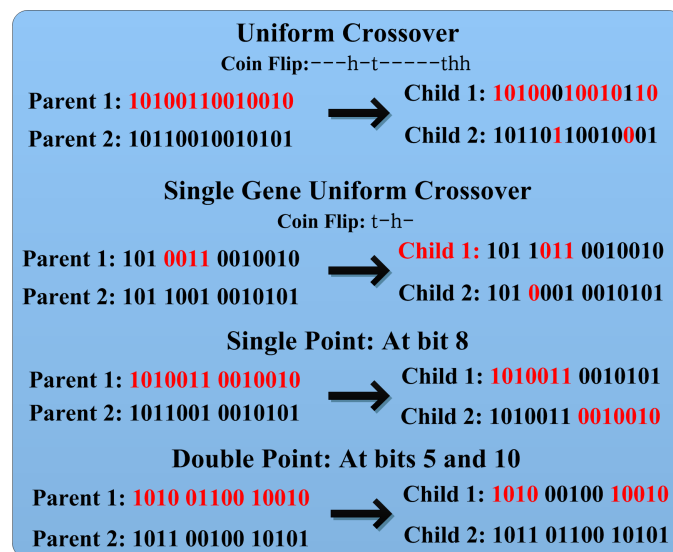 Uniform Crossover
Coin Flip:---h-t-----thh
Parent 1: 10100110010010
Child 1: 10100010010110
Parent 2: 10110010010101
Child 2: 10110110010001
Single Gene Uniform Crossover
Coin Flip: t-h-
Parent 1: 101 0011 0010010
Child 1: 101 1011 0010010
Parent 2: 101 1001 0010101
Child 2: 101 0001 0010101
Single Point: At bit 8
Parent 1: 1010011 0010010
Child 1: 1010011 0010101
Parent 2: 1011001 0010101
Child 2: 1010011 0010010
Double Point: At bits 5 and 10
Parent 1: 1010 01100 10010
Child 1: 1010 00100 10010
Parent 2: 1011 00100 10101
Child 2: 1011 01100 10101